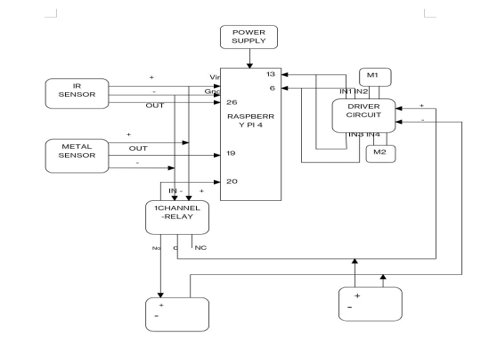 POWER
SUPPLY
+
Vin
13
M1
IR
SENSOR
-
Gnd
6
IN1 IN2
OUT
26
DRIVER
CIRCUIT
+
RASPBERR
Y PI 4
-
+
IN3 IN4
METAL
SENSOR
OUT
19
M2
-
20
IN - +
1CHANNEL
-RELAY
No C NC
+
-
+
-